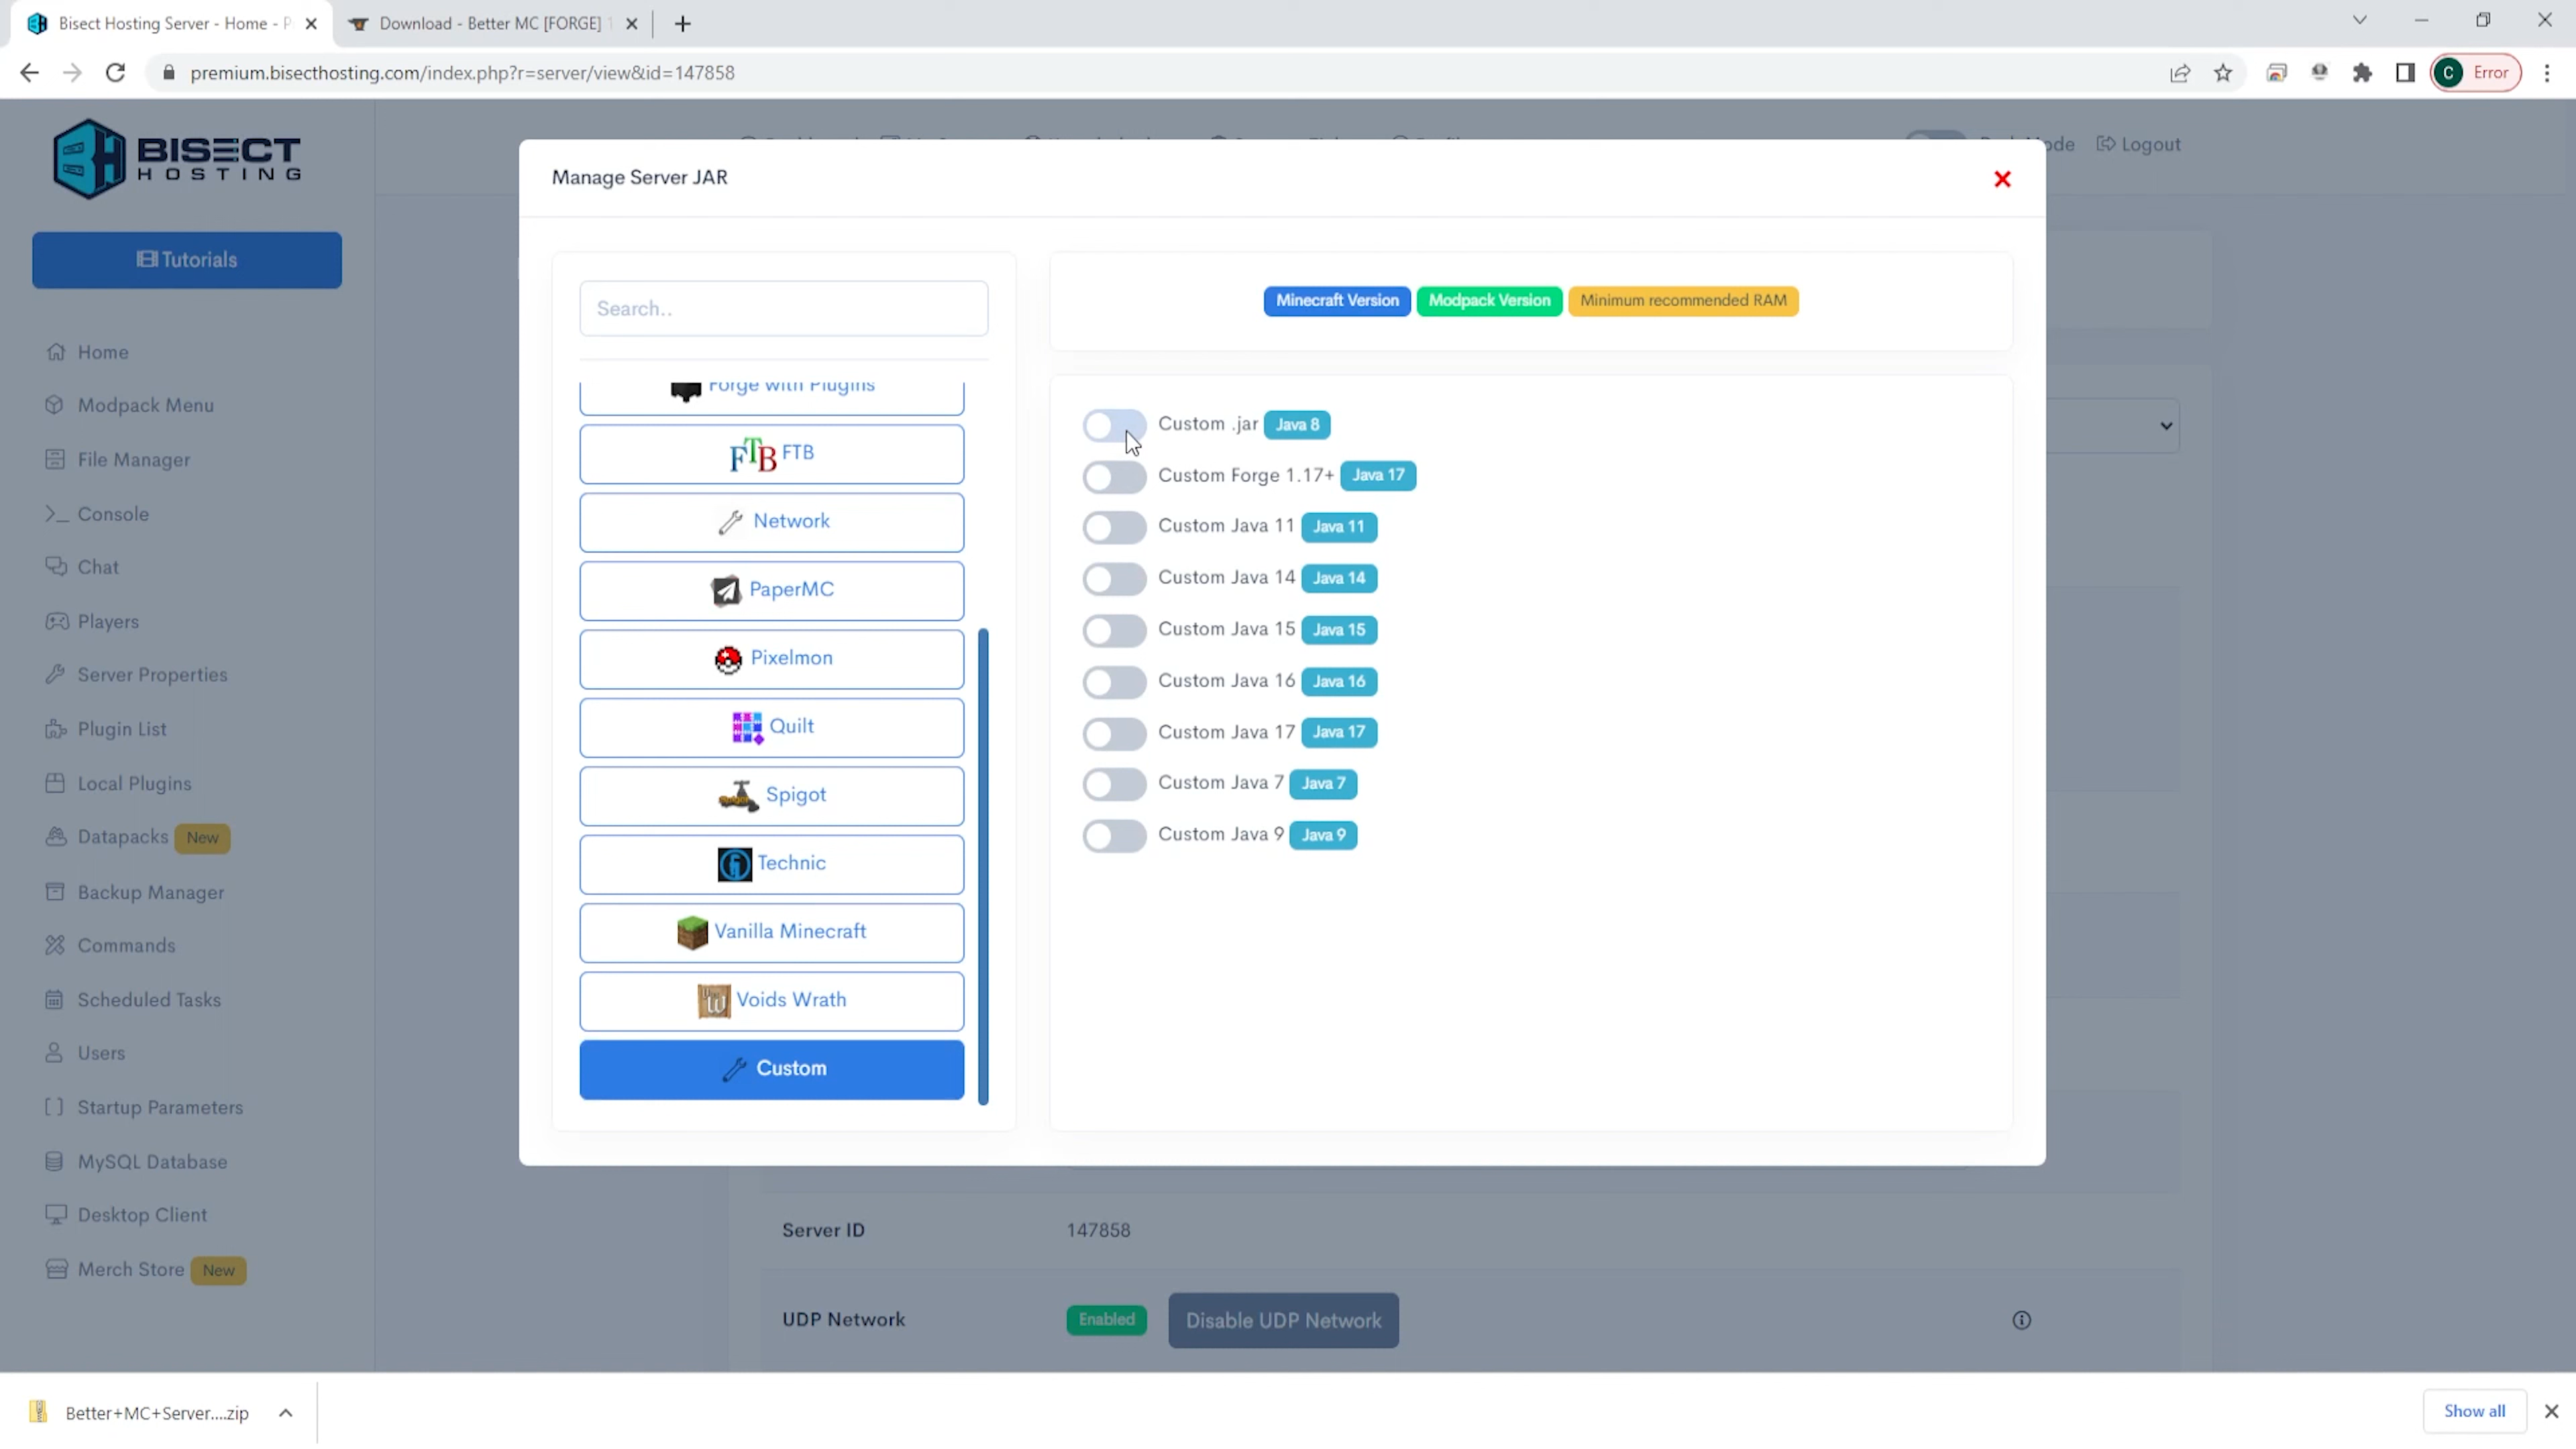 Bisect Hosting Server - Home - P
Download - Better MC [FORGE]
premium.bisecthosting.com/index.php?r=server/view&id=147858
C Error
BISECT
HOSTING
Tutorials
Home
Modpack Menu
File Manager
Console
Chat
Players
Server Properties
Plugin List
Local Plugins
Datapacks New
Backup Manager
Commands
Scheduled Tasks
Users
Startup Parameters
MySQL Database
Desktop Client
Merch Store New
Logout
Manage Server JAR
Search..
Forge with Plugins
FTB FTB
Network
PaperMC
Pixelmon
Quilt
Spigot
Technic
Vanilla Minecraft
Voids Wrath
Custom
Minecraft Version Modpack Version Minimum recommended RAM
Custom .jar Java 8
Custom Forge 1.17+ Java 17
Custom Java 11 Java 11
Custom Java 14 Java 14
Custom Java 15 Java 15
Custom Java 16 Java 16
Custom Java 17 Java 17
Custom Java 7 Java 7
Custom Java 9 Java 9
Server ID 147858
UDP Network Enabled Disable UDP Network
Better+MC+Server....zip
Show all